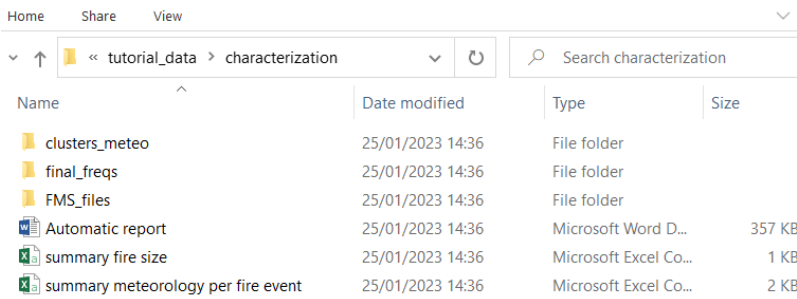 Home Share View
« tutorial_data > characterization Search characterization
Name Date modified Type Size
clusters_meteo 25/01/2023 14:36 File folder
final_freqs 25/01/2023 14:36 File folder
FMS_files 25/01/2023 14:36 File folder
Automatic report 25/01/2023 14:36 Microsoft Word D... 357 KB
summary fire size 25/01/2023 14:36 Microsoft Excel Co... 1 KB
summary meteorology per fire event 25/01/2023 14:36 Microsoft Excel Co... 2 KB